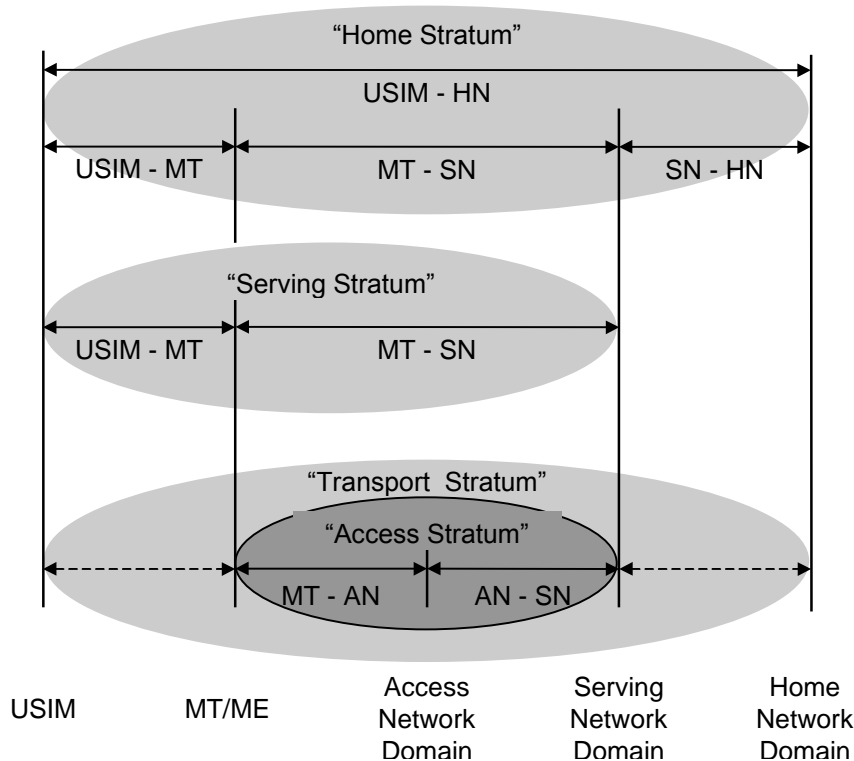 “Home Stratum”
USIM - HN
USIM - MT
MT - SN
SN - HN
“Serving Stratum”
USIM - MT
MT - SN
“Transport Stratum”
“Access Stratum”
MT - AN
AN - SN
USIM
MT/ME
Access
Network
Domain
Serving
Network
Domain
Home
Network
Domain